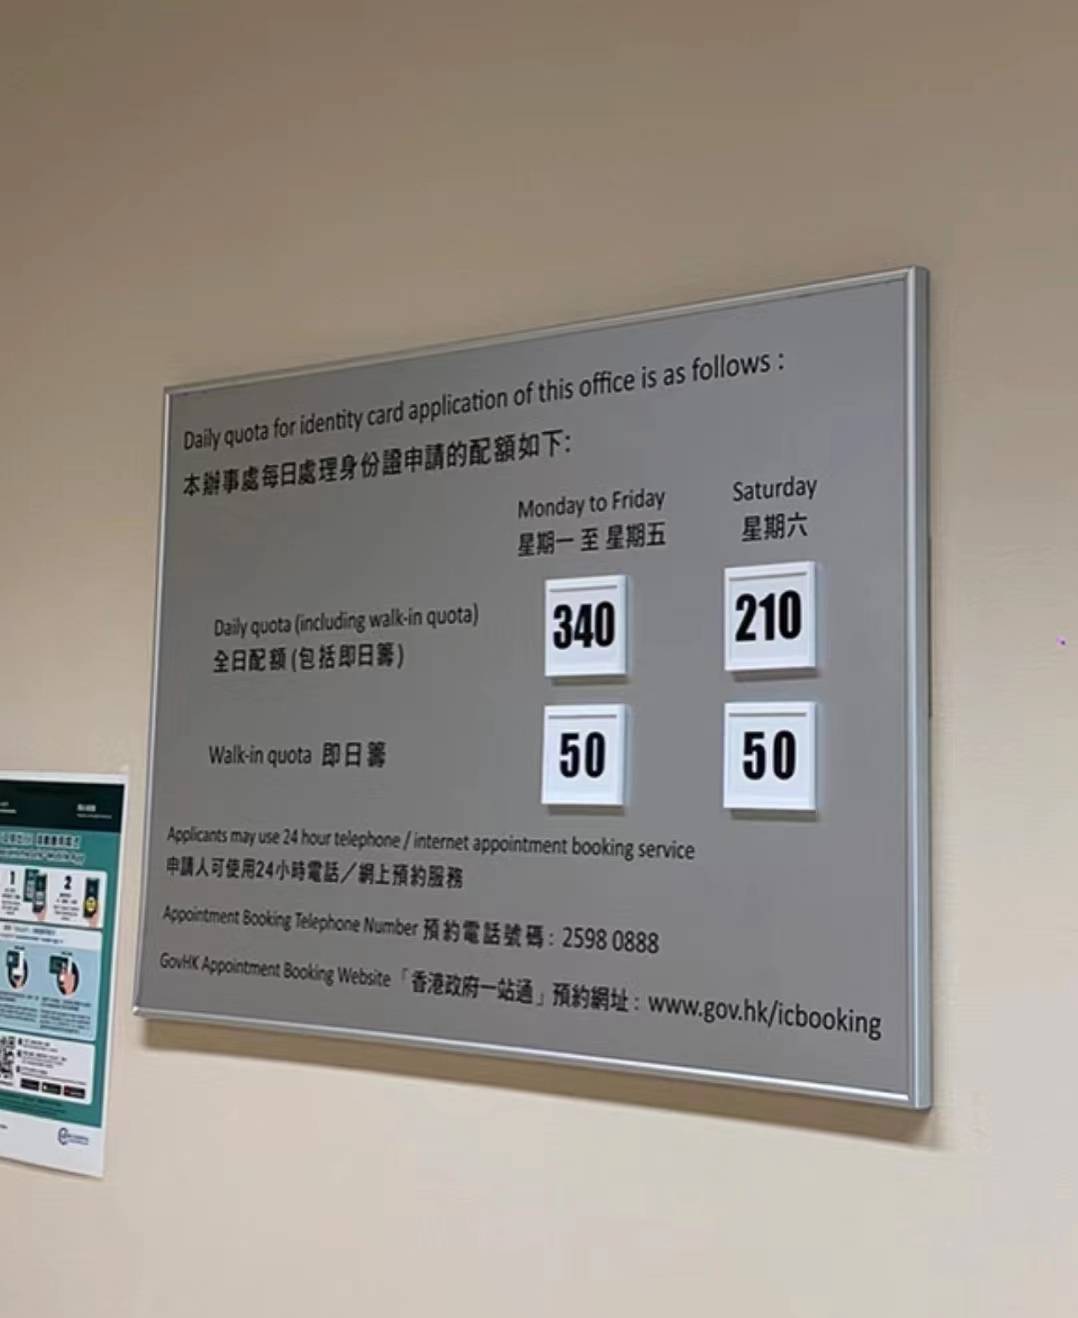 Daily quota for identity card application of this office is as follows :
本辦事處每日處理身份證申請的配額如下:
Monday to Friday Saturday
星期一 至 星期五 星期六
Daily quota (including walk-in quota) 340 210
全日配額 (包括即日籌)
Walk-in quota 即日籌 50 50
Applicants may use 24 hour telephone / internet appointment booking service
申請人可使用24小時電話／網上預約服務
Appointment Booking Telephone Number 預約電話號碼 : 2598 0888
GovHK Appointment Booking Website 「香港政府一站通」預約網址 : www.gov.hk/icbooking
1 2